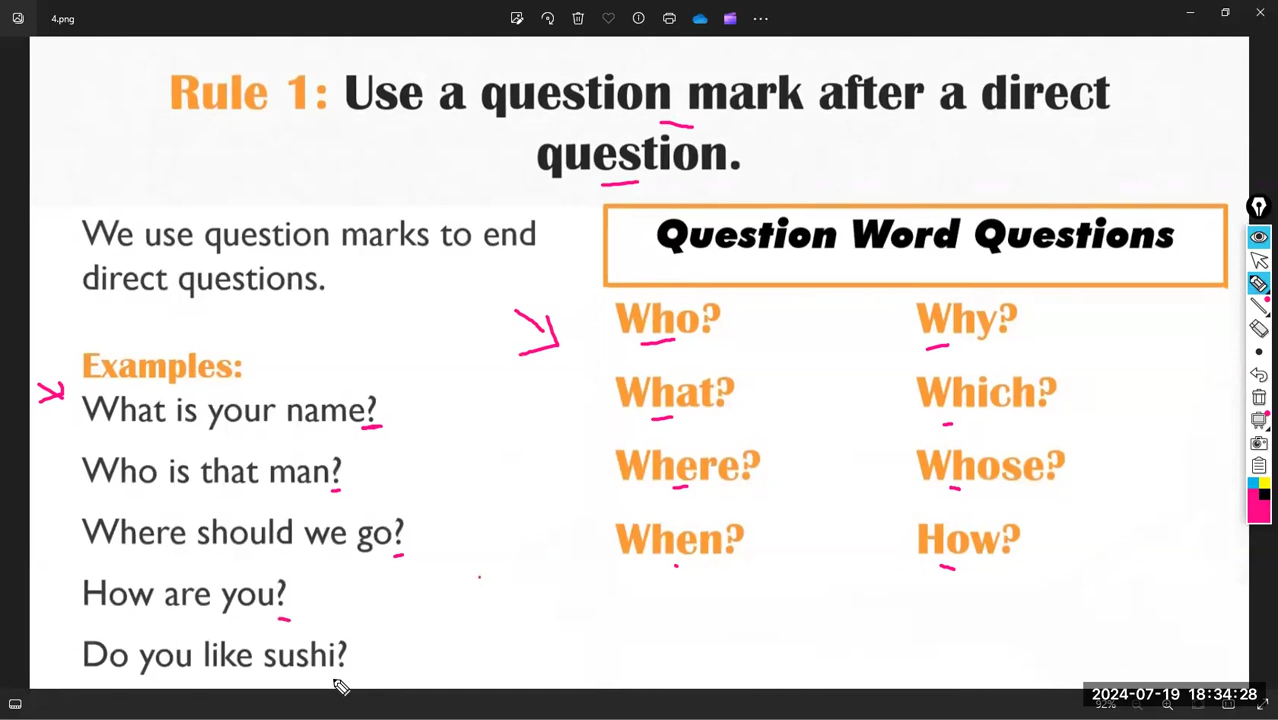 4.png
Rule 1: Use a question mark after a direct
question.
We use question marks to end
direct questions.
Question Word Questions
Examples:
What is your name?
Who is that man?
Where should we go?
How are you?
Do you like sushi?
Who?
Why?
What?
Which?
Where?
Whose?
When?
How?
2024-07-19 18:34:28
92%